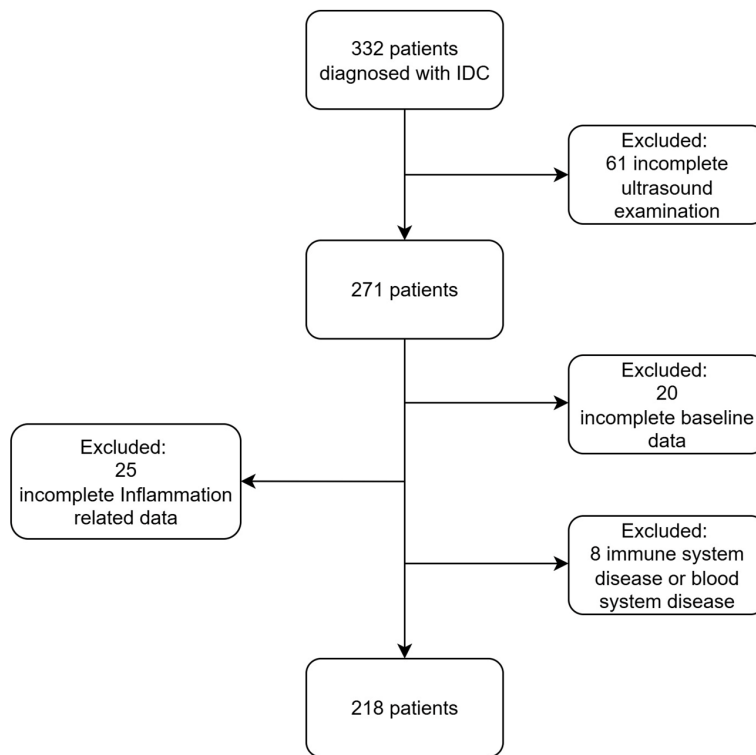 332 patients
diagnosed with IDC
Excluded:
61 incomplete
ultrasound
examination
271 patients
Excluded:
20
incomplete baseline
data
Excluded:
25
incomplete Inflammation
related data
Excluded:
8 immune system
disease or blood
system disease
218 patients